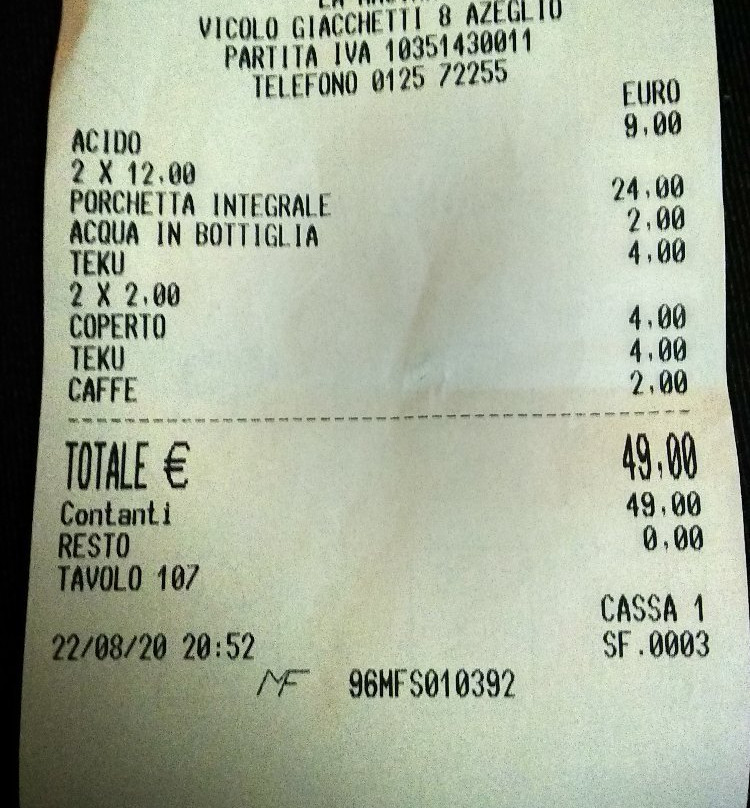 VICOLO GIACCHETTI 8 AZEGLIO
PARTITA IVA 10351430011
TELEFONO 0125 72255
EURO
ACIDO 9,00
2 X 12.00
PORCHETTA INTEGRALE 24,00
ACQUA IN BOTTIGLIA 2,00
TEKU 4,00
2 X 2.00
COPERTO 4,00
TEKU 4,00
CAFFE 2,00
TOTALE € 49,00
Contanti 49,00
RESTO 0,00
TAVOLO 107
CASSA 1
22/08/20 20:52 SF.0003
MF 96MFS010392